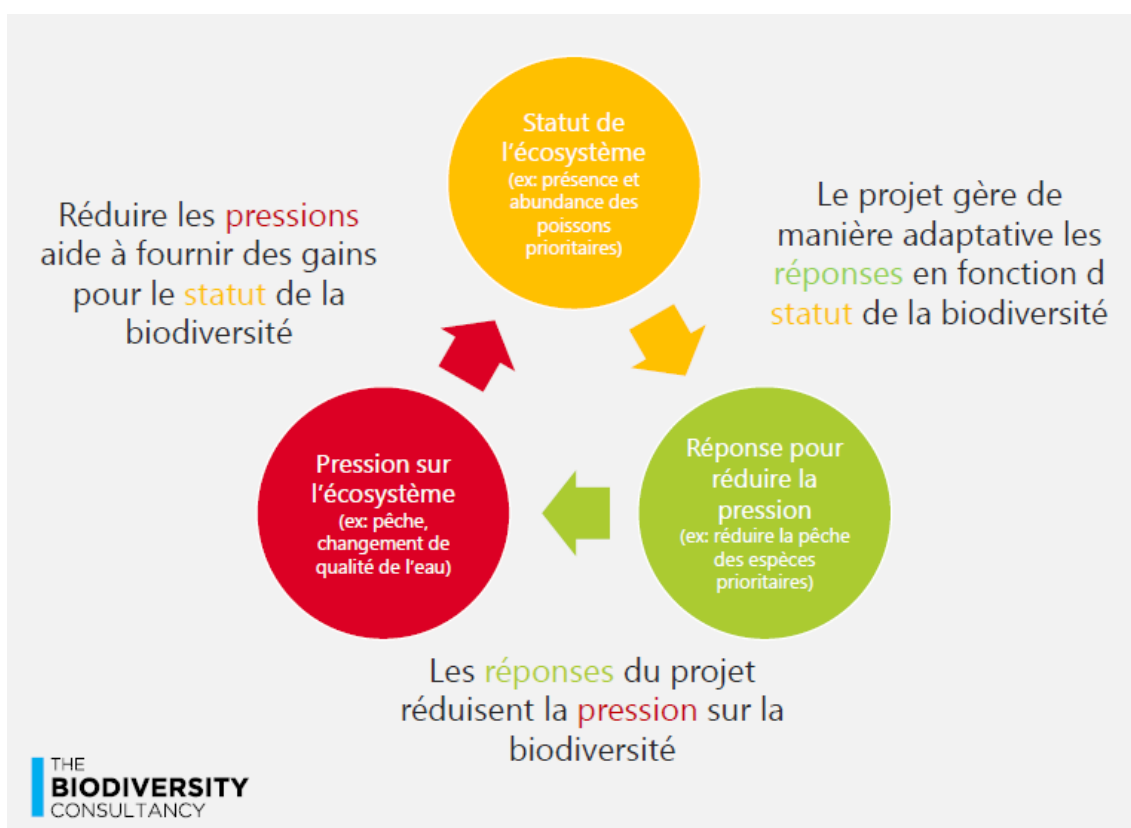 Statut de
l'écosystème
(ex: présence et
abundance des
poissons
prioritaires)
Réduire les pressions
aide à fournir des gains
pour le statut de la
biodiversité
Le projet gère de
manière adaptative les
réponses en fonction d
statut de la biodiversité
Pression sur
l'écosystème
(ex: pêche,
changement de
qualité de l'eau)
Réponse pour
réduire la
pression
(ex: réduire la pêche
des espèces
prioritaires)
Les réponses du projet
réduisent la pression sur la
biodiversité
THE
BIODIVERSITY
CONSULTANCY